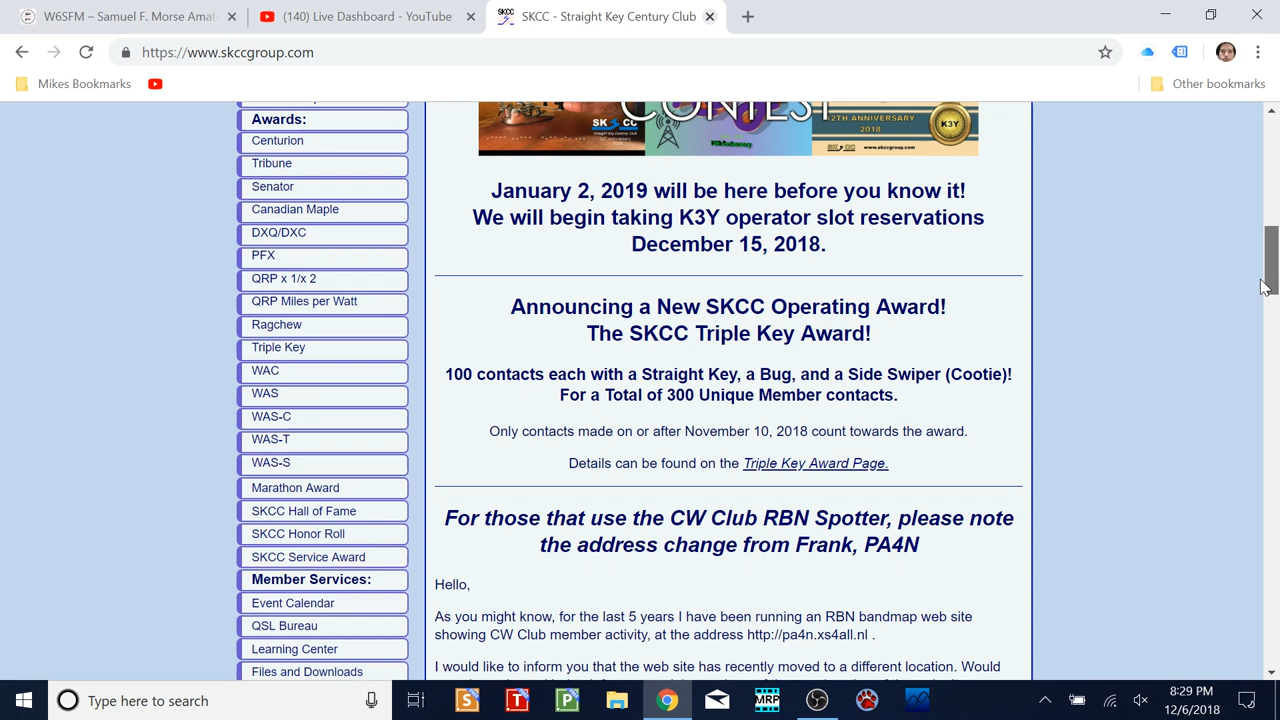 W6SFM – Samuel F. Morse Amat
(140) Live Dashboard - YouTube
SKCC - Straight Key Century Club
https://www.skccgroup.com
Mikes Bookmarks
Other bookmarks
Awards:
Centurion
Tribune
Senator
Canadian Maple
DXQ/DXC
PFX
QRP x 1/x 2
QRP Miles per Watt
Ragchew
Triple Key
WAC
WAS
WAS-C
WAS-T
WAS-S
Marathon Award
SKCC Hall of Fame
SKCC Honor Roll
SKCC Service Award
Member Services:
Event Calendar
QSL Bureau
Learning Center
Files and Downloads
CONTEST
SKCC
12TH ANNIVERSARY
2018
K3Y
www.skccgroup.com
January 2, 2019 will be here before you know it!
We will begin taking K3Y operator slot reservations
December 15, 2018.
Announcing a New SKCC Operating Award!
The SKCC Triple Key Award!
100 contacts each with a Straight Key, a Bug, and a Side Swiper (Cootie)!
For a Total of 300 Unique Member contacts.
Only contacts made on or after November 10, 2018 count towards the award.
Details can be found on the Triple Key Award Page.
For those that use the CW Club RBN Spotter, please note
the address change from Frank, PA4N
Hello,
As you might know, for the last 5 years I have been running an RBN bandmap web site
showing CW Club member activity, at the address http://pa4n.xs4all.nl .
I would like to inform you that the web site has recently moved to a different location. Would
Type here to search
S
T
P
MRP
8:29 PM
12/6/2018